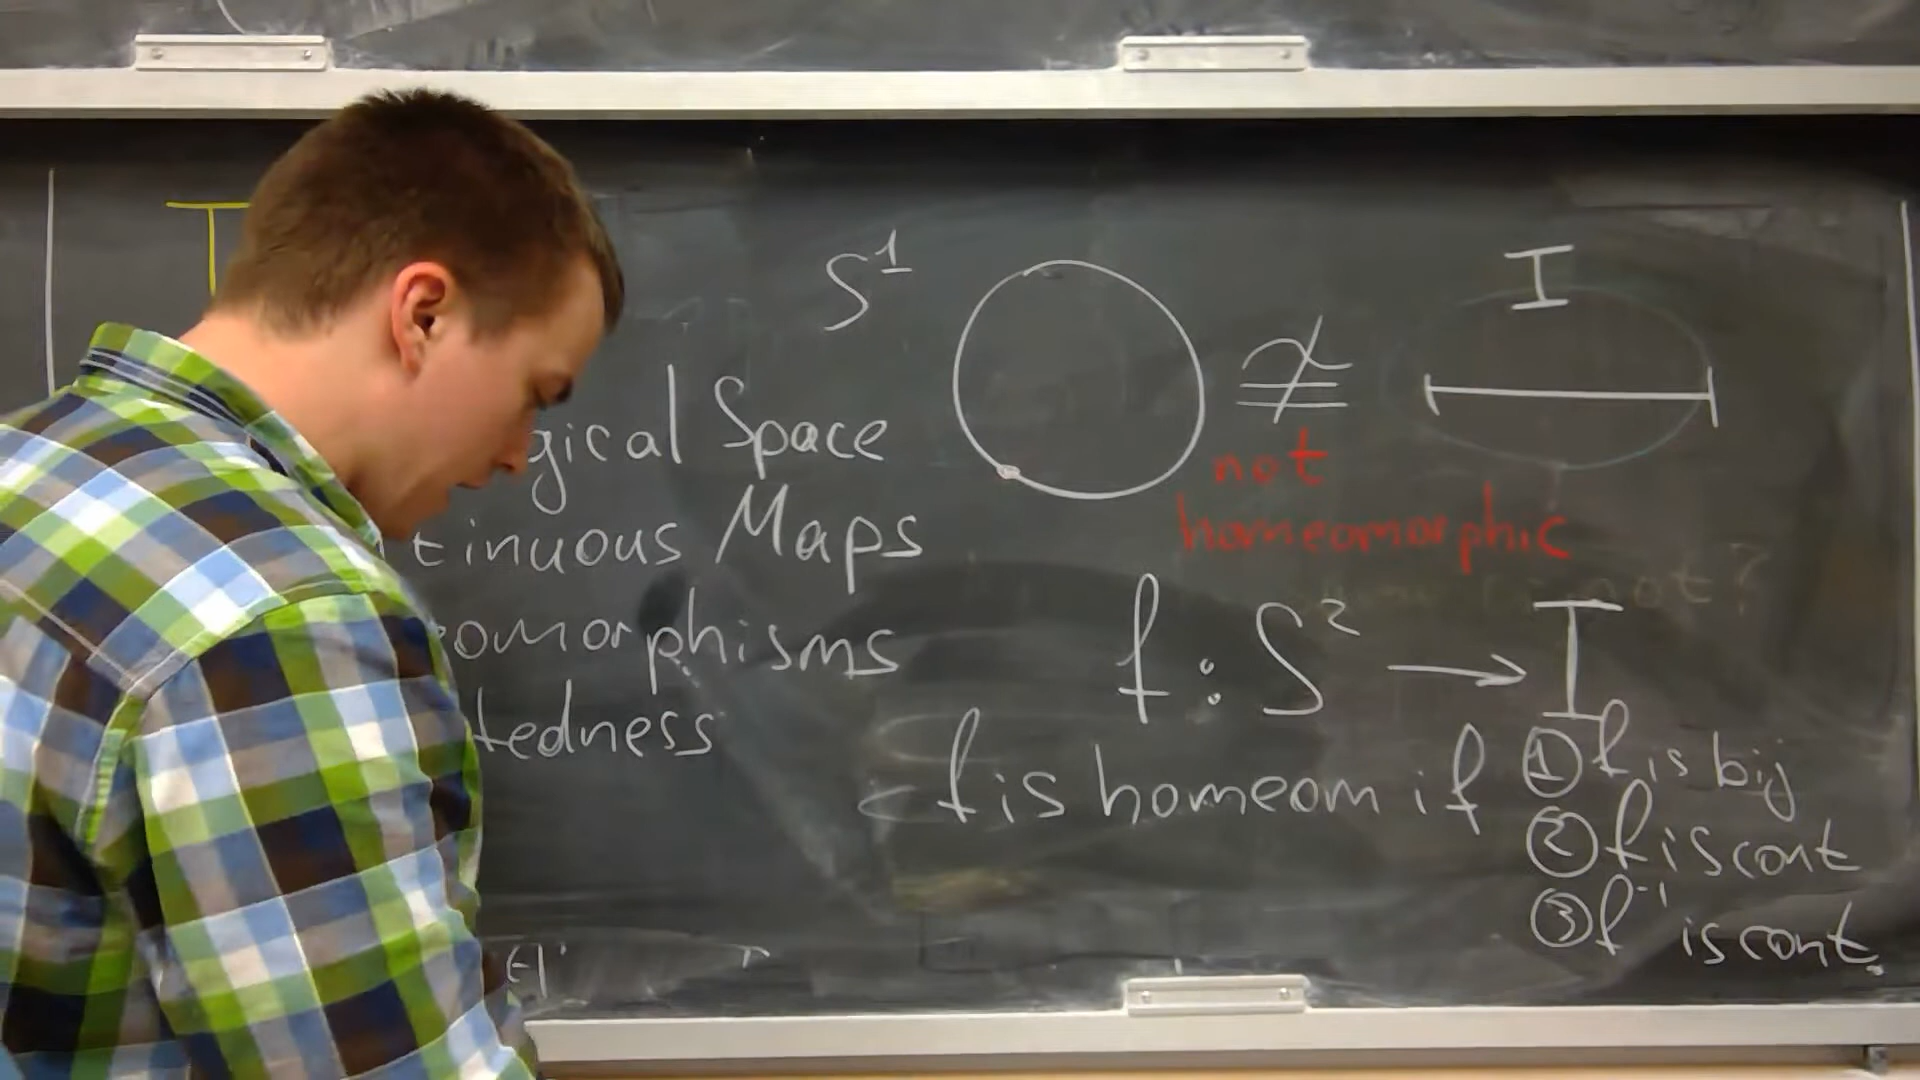 T
gical Space
tinuous Maps
eomorphisms
tedness
S¹
≇
I
not
homeomorphic
f : S² → I
f is homeom if ① f is bij
② f is cont
③ f⁻¹ is cont.